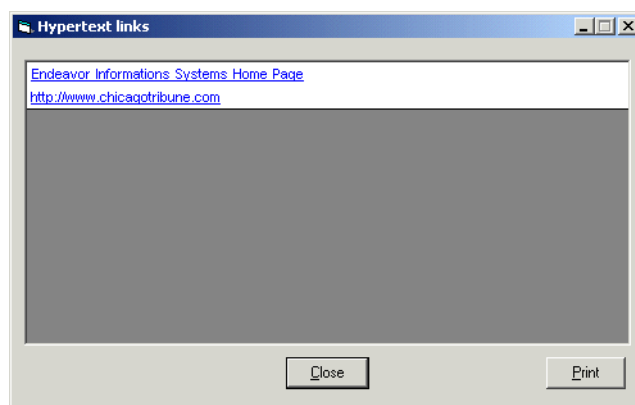 Hypertext links
Endeavor Informations Systems Home Page
http://www.chicagotribune.com
Close
Print